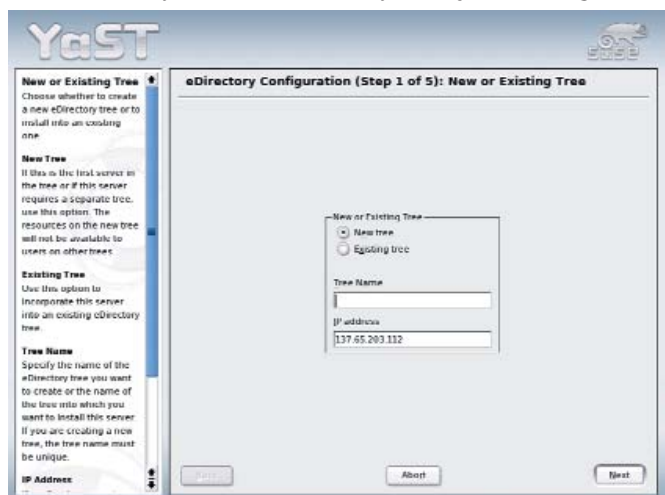 YaST
SUSE
New or Existing Tree
Choose whether to create
a new eDirectory tree or to
install into an existing
one.
New Tree
If this is the first server in
the tree or if this server
requires a separate tree,
use this option. The
resources on the new tree
will not be available to
users on other trees.
Existing Tree
Use this option to
incorporate this server
into an existing eDirectory
tree.
Tree Name
Specify the name of the
eDirectory tree you want
to create or the name of
the tree into which you
want to install this server.
If you are creating a new
tree, the tree name must
be unique.
IP Address
eDirectory Configuration (Step 1 of 5): New or Existing Tree
New or Existing Tree
New tree
Existing tree
Tree Name
IP address
137.65.203.112
Abort
Next